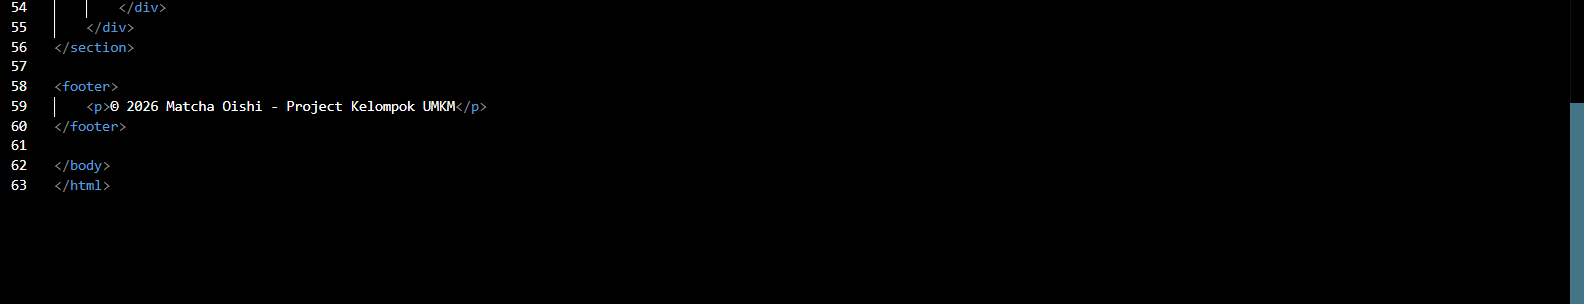 54 </div>
55 </div>
56 </section>
57
58 <footer>
59 <p>© 2026 Matcha Oishi - Project Kelompok UMKM</p>
60 </footer>
61
62 </body>
63 </html>